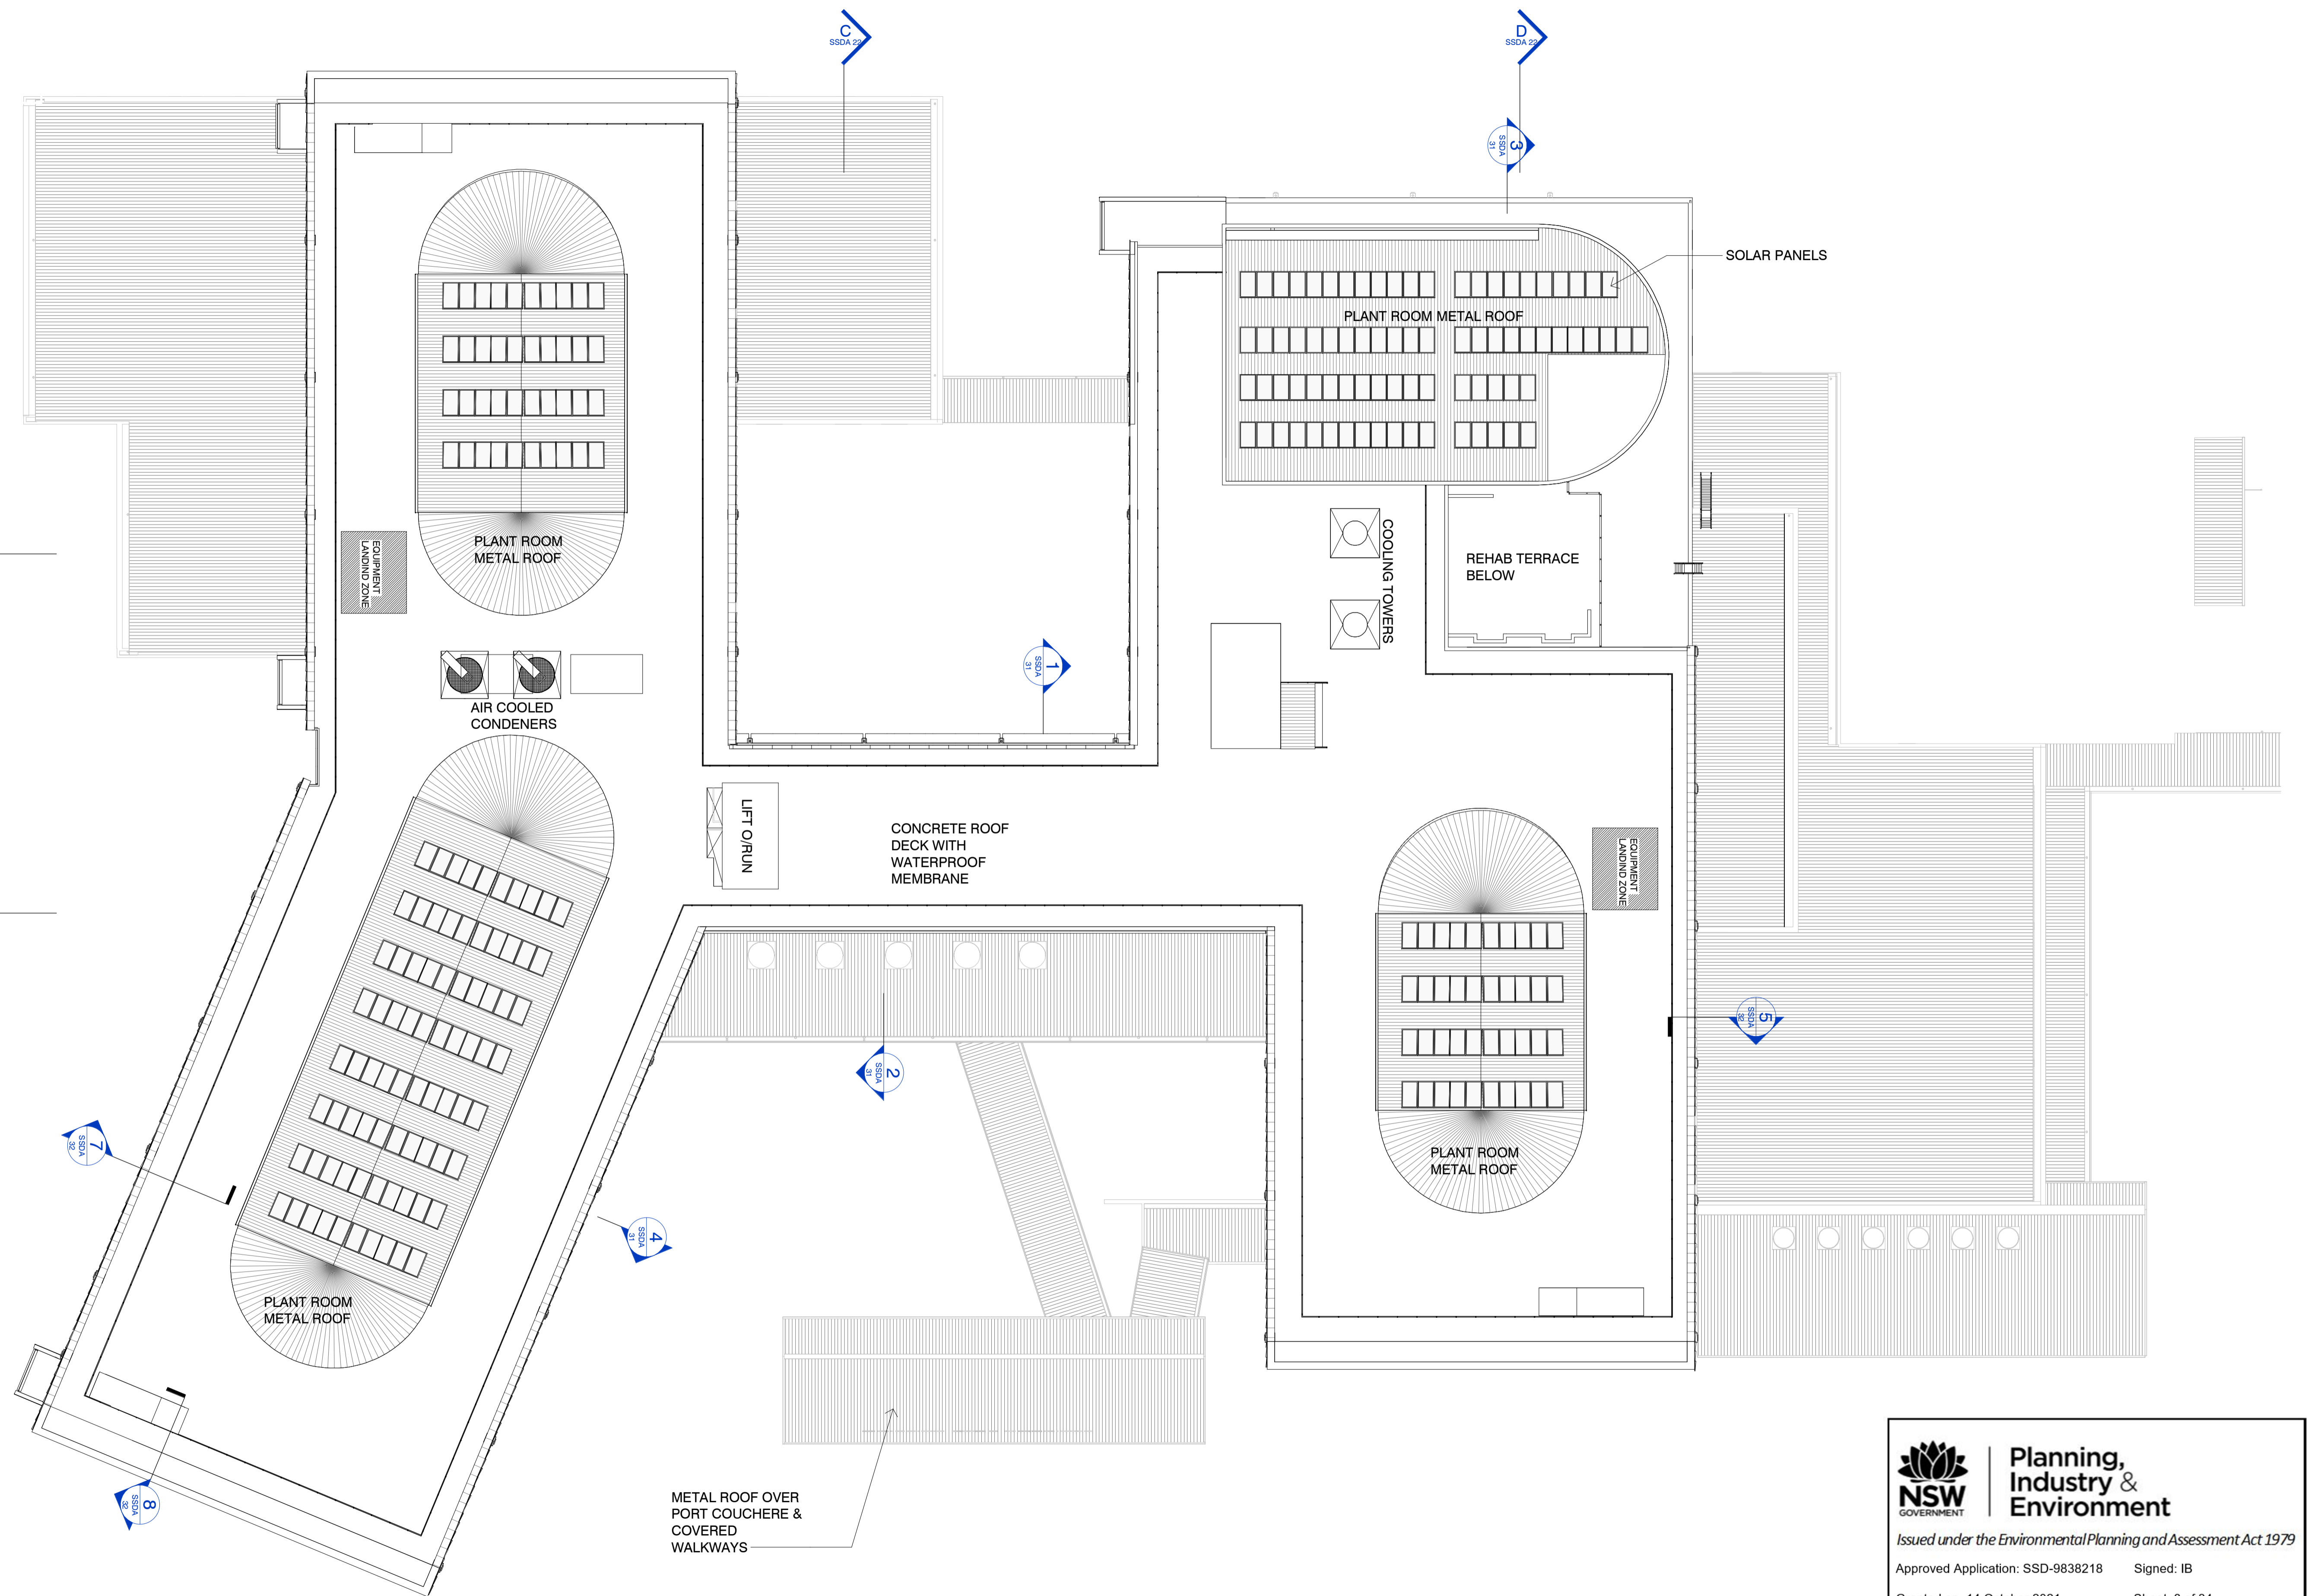 C
SSDA 22
D
SSDA 22
3
SSDA
31
SOLAR PANELS
PLANT ROOM METAL ROOF
PLANT ROOM
METAL ROOF
EQUIPMENT
LANDIND ZONE
COOLING TOWERS
REHAB TERRACE
BELOW
1
SSDA
31
AIR COOLED
CONDENERS
LIFT O/RUN
CONCRETE ROOF
DECK WITH
WATERPROOF
MEMBRANE
EQUIPMENT
LANDIND ZONE
5
SSDA
32
2
SSDA
31
7
SSDA
32
PLANT ROOM
METAL ROOF
4
SSDA
31
PLANT ROOM
METAL ROOF
8
SSDA
32
METAL ROOF OVER
PORT COUCHERE &
COVERED
WALKWAYS
NSW
GOVERNMENT
Planning,
Industry &
Environment
Issued under the Environmental Planning and Assessment Act 1979
Approved Application: SSD-9838218 Signed: IB